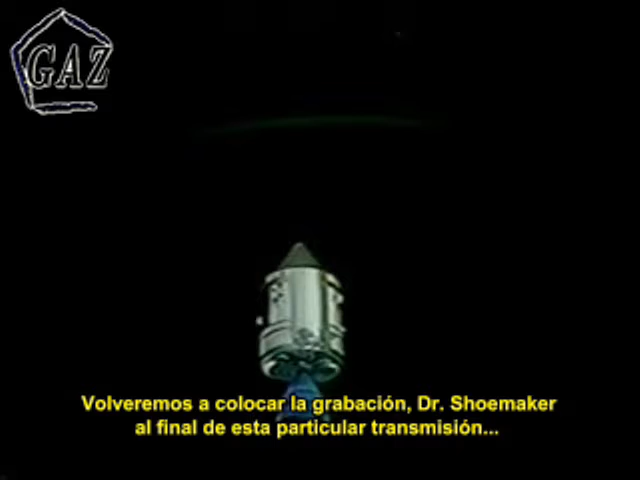 GAZ
Volveremos a colocar la grabación, Dr. Shoemaker
al final de esta particular transmisión...